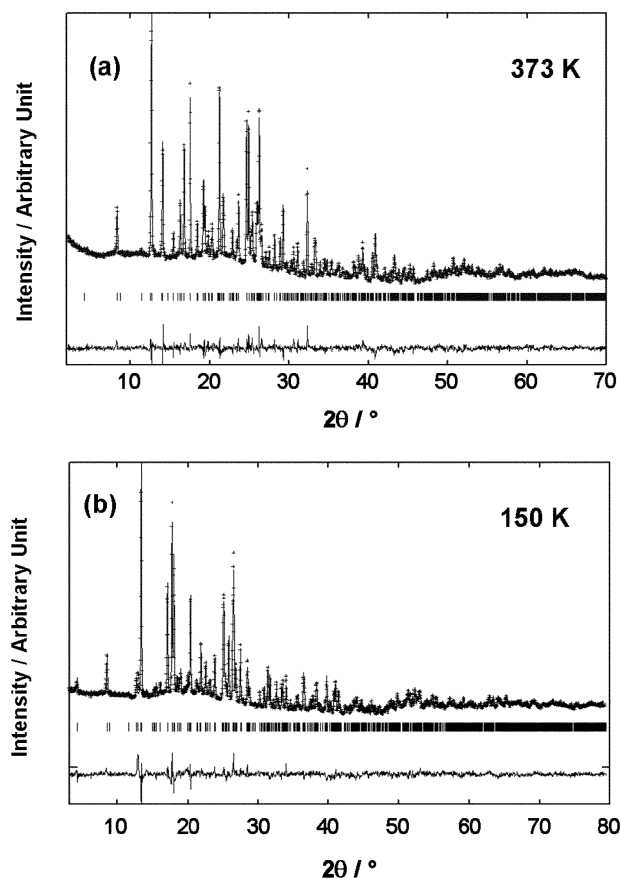 (a)
373 K
Intensity / Arbitrary Unit
10 20 30 40 50 60 70
2θ / °
(b)
150 K
Intensity / Arbitrary Unit
10 20 30 40 50 60 70 80
2θ / °